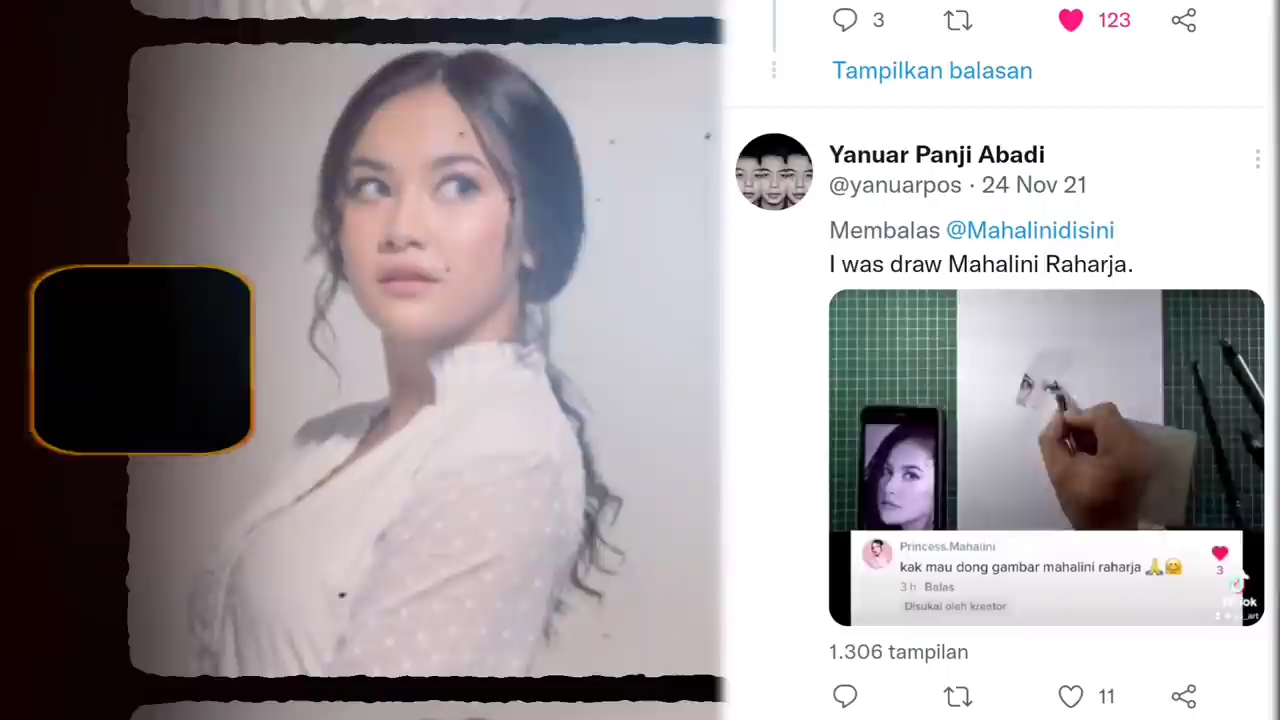 3
123
Tampilkan balasan
Yanuar Panji Abadi
@yanuarpos · 24 Nov 21
Membalas @Mahalinidisini
I was draw Mahalini Raharja.
Princess.Mahalini
kak mau dong gambar mahalini raharja 🙏🤗
3
3 h Balas
Disukai oleh kreator
1.306 tampilan
11